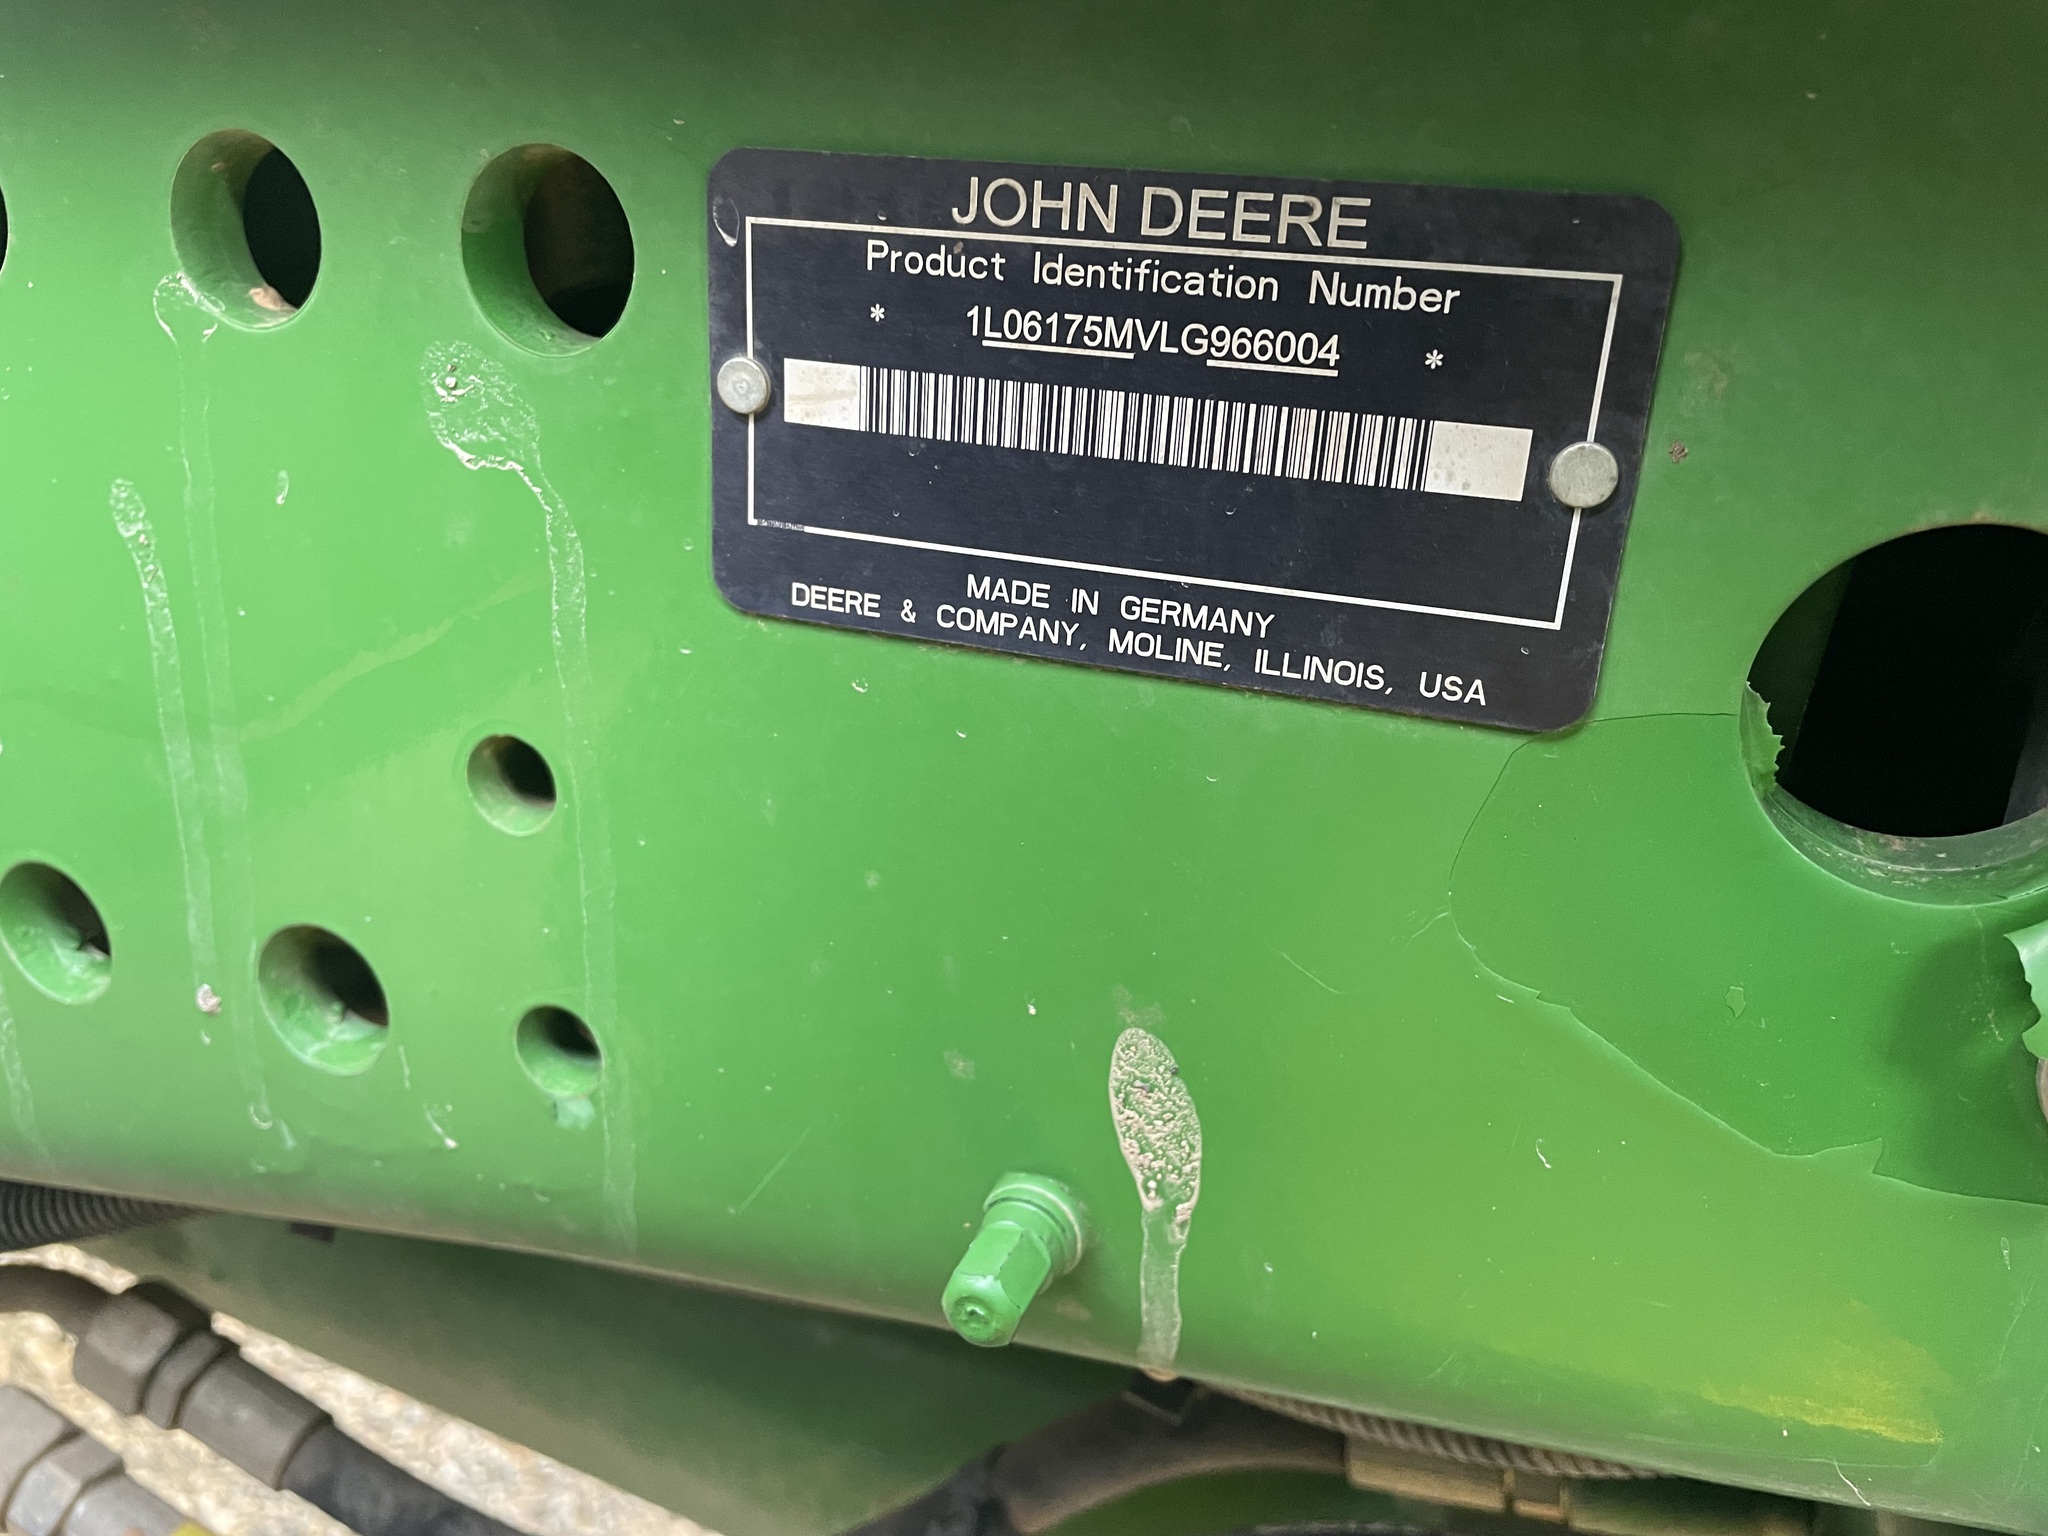 JOHN DEERE
Product Identification Number
* 1L06175MVLG966004 *
MADE IN GERMANY
DEERE & COMPANY, MOLINE, ILLINOIS, USA